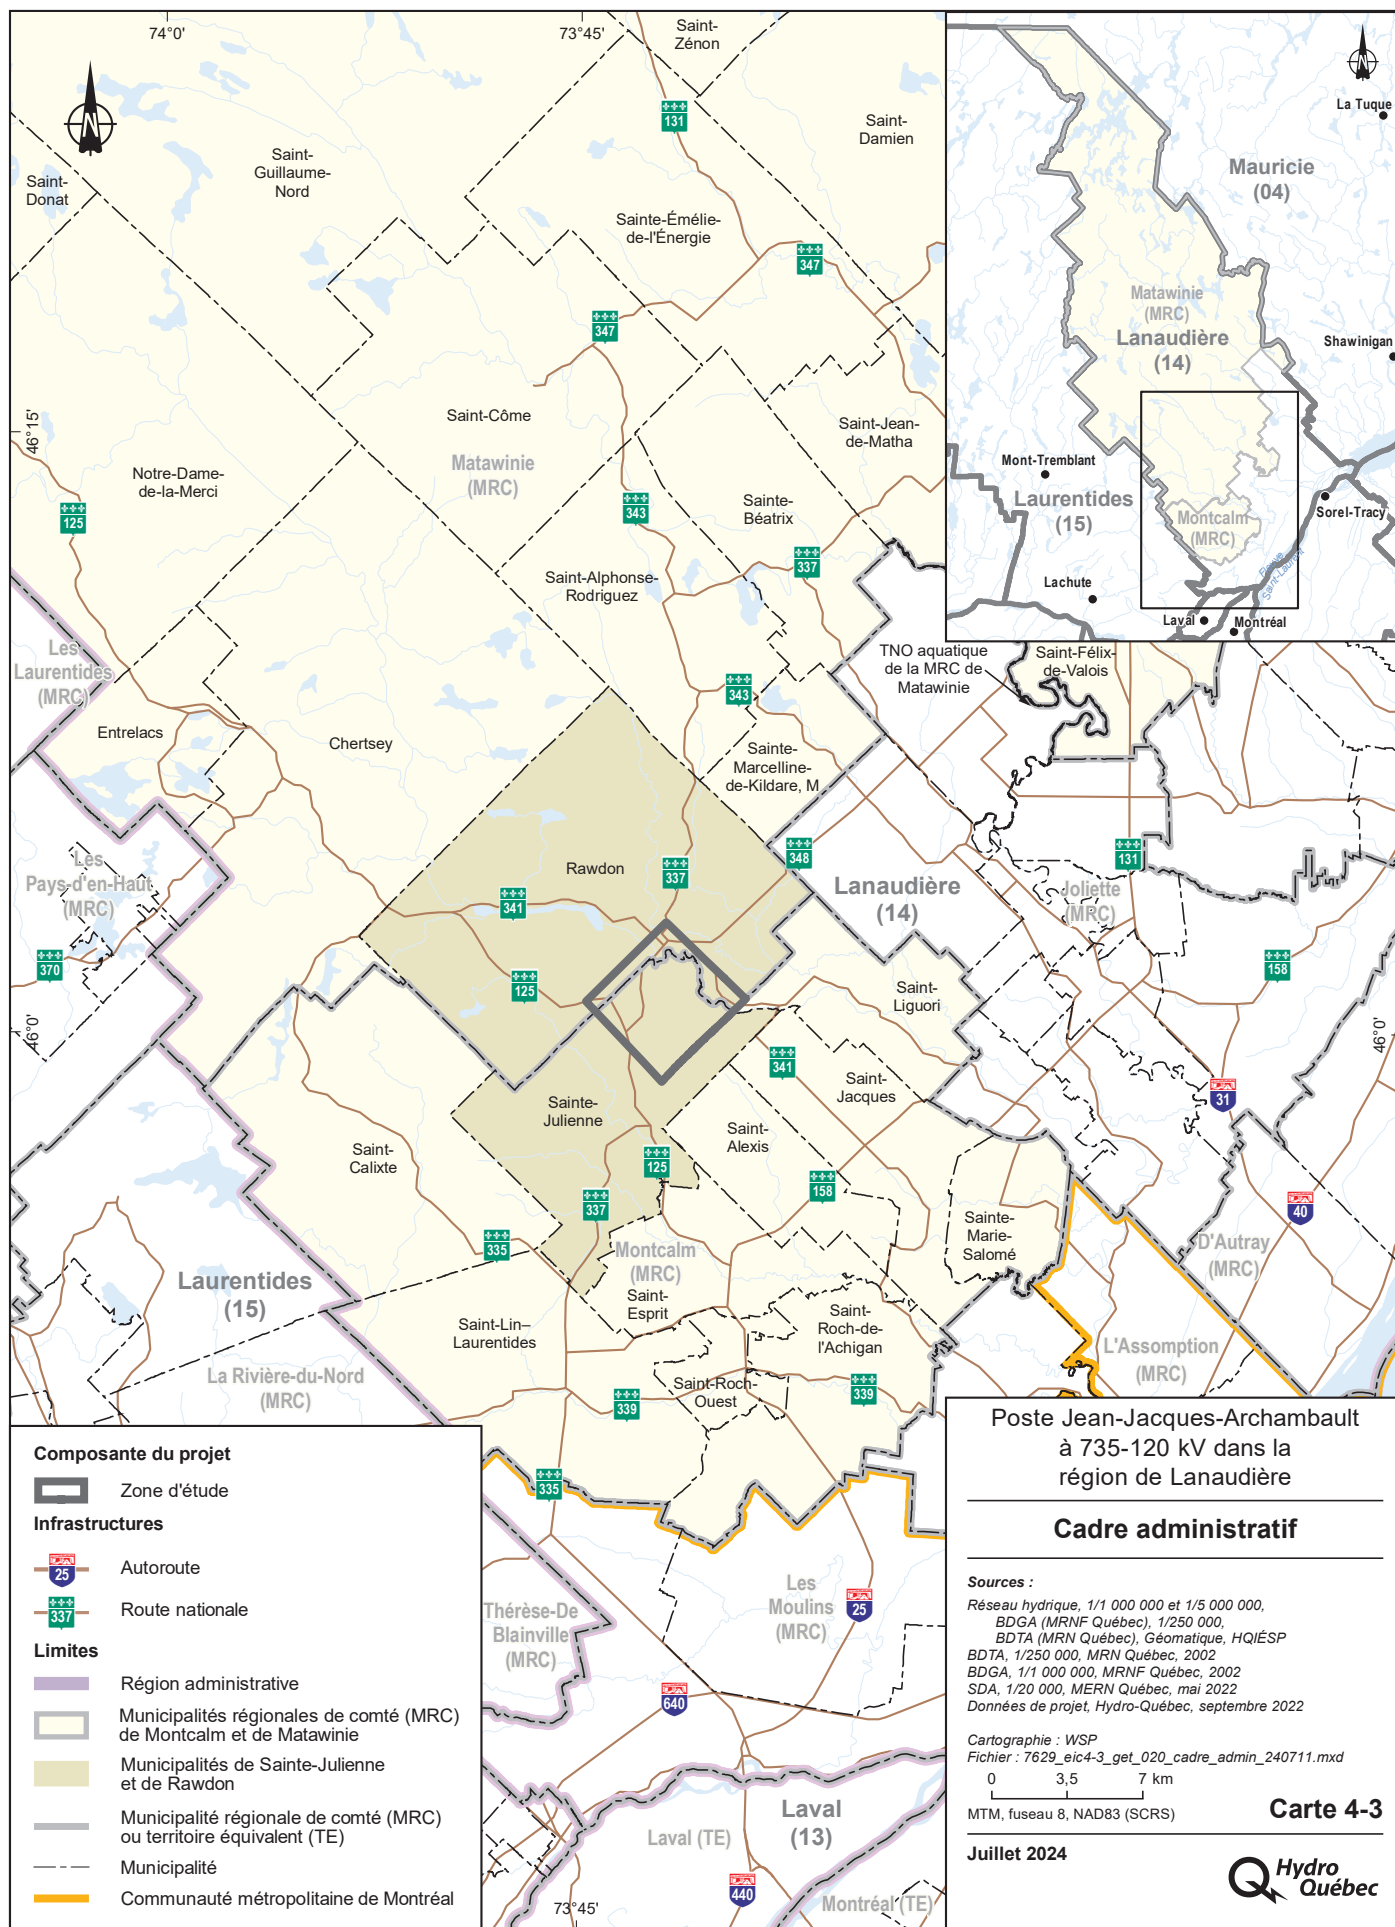 74°0'
73°45'
Saint-
Zénon
131
Saint-
Damien
Saint-
Guillaume-
Nord
Saint-
Donat
N
Sainte-Émélie-
de-l'Énergie
347
347
Saint-Côme
Saint-Jean-
de-Matha
46°15'
Matawinie
(MRC)
Notre-Dame-
de-la-Merci
125
343
Sainte-
Béatrix
337
Saint-Alphonse-
Rodriguez
Les
Laurentides
(MRC)
TNO aquatique
de la MRC de
Matawinie
Saint-Félix-
de-Valois
343
Entrelacs
Chertsey
Sainte-
Marcelline-
de-Kildare, M
348
131
Les
Pays-d'en-Haut
(MRC)
Rawdon
337
341
Lanaudière
(14)
Joliette
(MRC)
370
125
158
Saint-
Liguori
46°0'
46°0'
341
Saint-
Jacques
31
Sainte-
Julienne
Saint-
Alexis
Saint-
Calixte
125
158
337
40
335
Montcalm
(MRC)
Sainte-
Marie-
Salomé
D'Autray
(MRC)
Laurentides
(15)
Saint-
Esprit
Saint-Lin–
Laurentides
Saint-
Roch-de-
l'Achigan
L'Assomption
(MRC)
La Rivière-du-Nord
(MRC)
Saint-Roch-
Ouest
339
339
335
Les
Moulins
(MRC)
25
Thérèse-De
Blainville
(MRC)
640
Laval
(13)
Laval (TE)
440
Montréal (TE)
73°45'
La Tuque
Mauricie
(04)
Matawinie
(MRC)
Lanaudière
(14)
Shawinigan
Mont-Tremblant
Laurentides
(15)
Montcalm
(MRC)
Sorel-Tracy
Fleuve
Saint-Laurent
Lachute
Laval
Montréal
Composante du projet
Zone d'étude
Infrastructures
25
Autoroute
337
Route nationale
Limites
Région administrative
Municipalités régionales de comté (MRC)
de Montcalm et de Matawinie
Municipalités de Sainte-Julienne
et de Rawdon
Municipalité régionale de comté (MRC)
ou territoire équivalent (TE)
Municipalité
Communauté métropolitaine de Montréal
Poste Jean-Jacques-Archambault
à 735-120 kV dans la
région de Lanaudière
Cadre administratif
Sources :
Réseau hydrique, 1/1 000 000 et 1/5 000 000,
BDGA (MRNF Québec), 1/250 000,
BDTA (MRN Québec), Géomatique, HQIÉSP
BDTA, 1/250 000, MRN Québec, 2002
BDGA, 1/1 000 000, MRNF Québec, 2002
SDA, 1/20 000, MERN Québec, mai 2022
Données de projet, Hydro-Québec, septembre 2022
Cartographie : WSP
Fichier : 7629_eic4-3_get_020_cadre_admin_240711.mxd
0 3,5 7 km
MTM, fuseau 8, NAD83 (SCRS)
Carte 4-3
Juillet 2024
Hydro
Québec